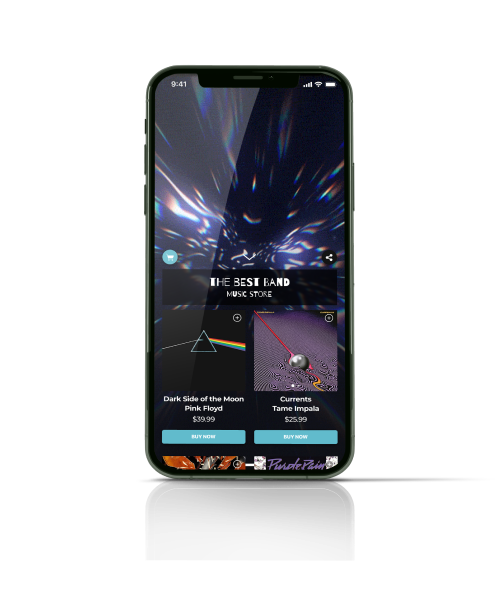 9:41
THE BEST BAND
MUSIC STORE
Dark Side of the Moon
Pink Floyd
$39.99
BUY NOW
Currents
Tame Impala
$25.99
BUY NOW
Purple Rain